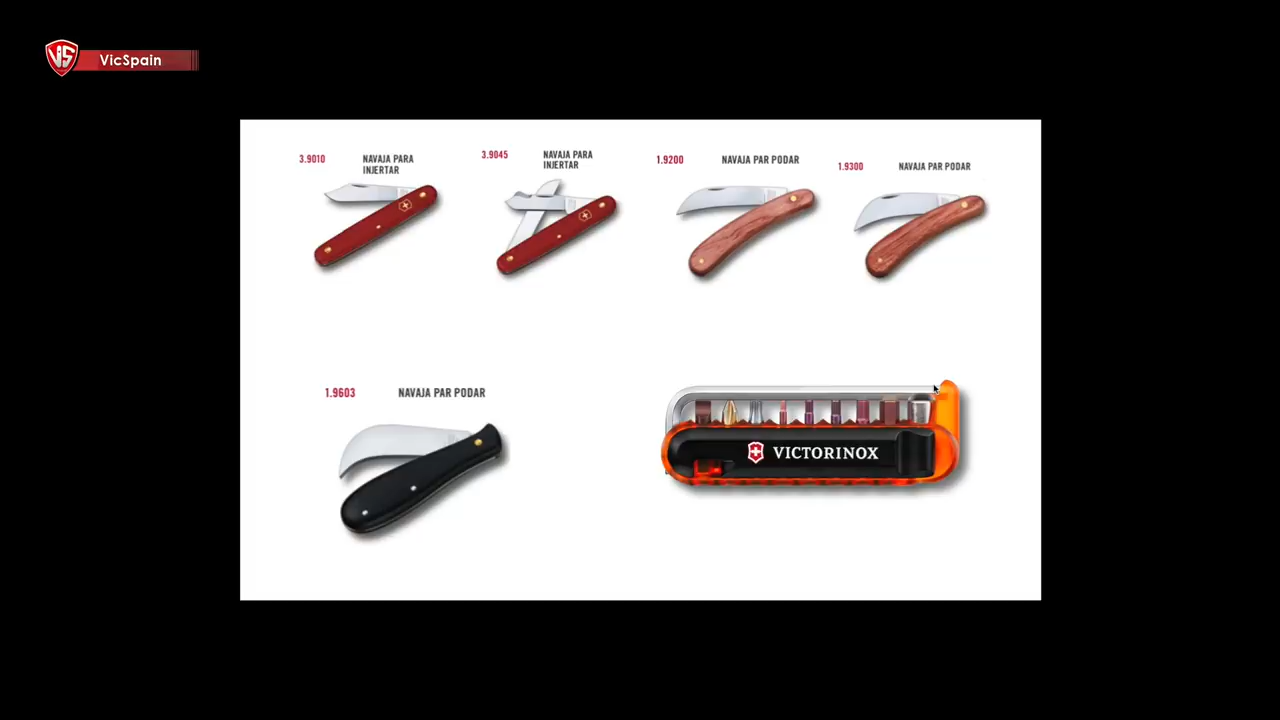 VS
VicSpain
3.9010
NAVAJA PARA
INJERTAR
3.9045
NAVAJA PARA
INJERTAR
1.9200
NAVAJA PAR PODAR
1.9300
NAVAJA PAR PODAR
1.9603
NAVAJA PAR PODAR
VICTORINOX